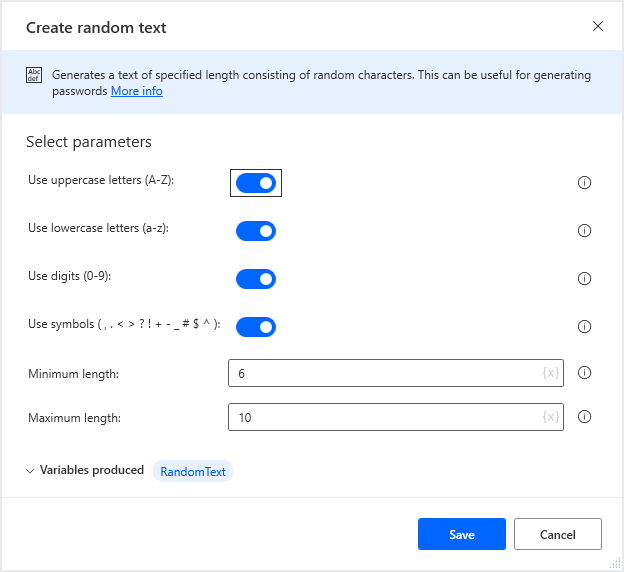 Create random text
Abc
def
Generates a text of specified length consisting of random characters. This can be useful for generating
passwords More info
Select parameters
Use uppercase letters (A-Z):
Use lowercase letters (a-z):
Use digits (0-9):
Use symbols ( , . < > ? ! + - _ # $ ^ ):
Minimum length: 6 {x}
Maximum length: 10 {x}
Variables produced RandomText
Save Cancel